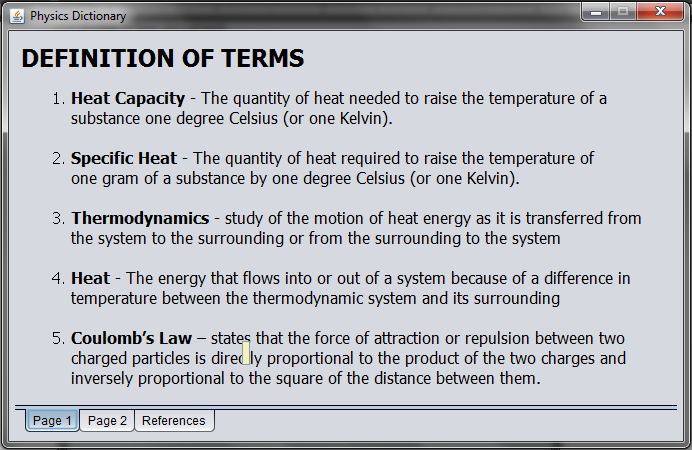 Physics Dictionary
DEFINITION OF TERMS
1. Heat Capacity - The quantity of heat needed to raise the temperature of a
substance one degree Celsius (or one Kelvin).
2. Specific Heat - The quantity of heat required to raise the temperature of
one gram of a substance by one degree Celsius (or one Kelvin).
3. Thermodynamics - study of the motion of heat energy as it is transferred from
the system to the surrounding or from the surrounding to the system
4. Heat - The energy that flows into or out of a system because of a difference in
temperature between the thermodynamic system and its surrounding
5. Coulomb's Law – states that the force of attraction or repulsion between two
charged particles is directly proportional to the product of the two charges and
inversely proportional to the square of the distance between them.
Page 1 Page 2 References